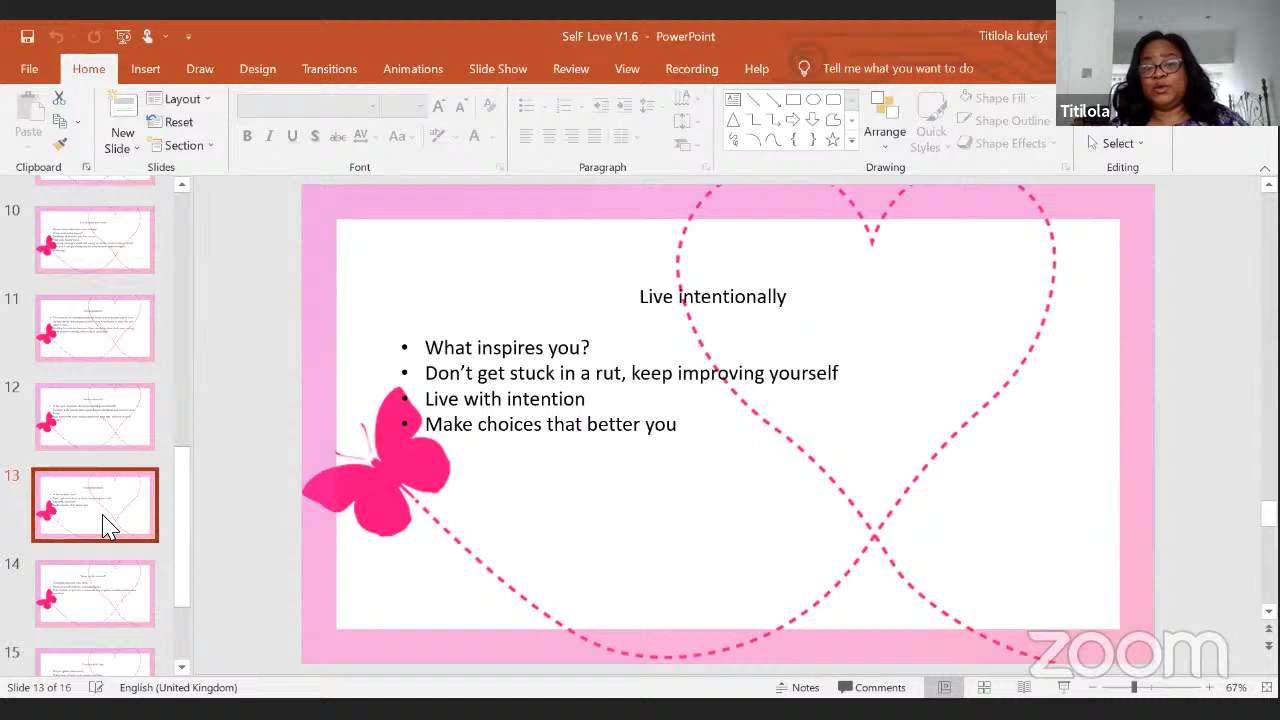 SelF Love V1.6 - PowerPoint
Titilola kuteyi
File Home Insert Draw Design Transitions Animations Slide Show Review View Recording Help Tell me what you want to do
Paste
Clipboard
New Slide
Layout
Reset
Section
Slides
B I U S abc AV Aa A
Font
Paragraph
Arrange
Quick Styles
Shape Fill
Shape Outline
Shape Effects
Drawing
Select
Editing
Titilola
10
11
12
13
14
15
Live intentionally
• What inspires you?
• Don’t get stuck in a rut, keep improving yourself
• Live with intention
• Make choices that better you
zoom
Slide 13 of 16 English (United Kingdom) Notes Comments 67%